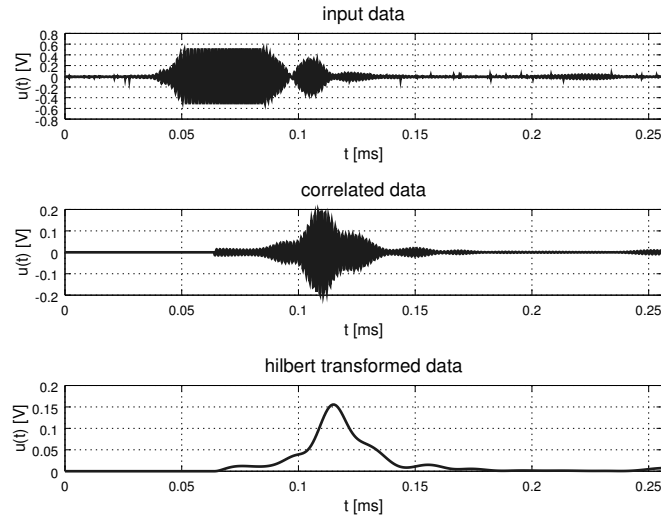 input data
0.8
0.6
0.4
0.2
0
-0.2
-0.4
-0.6
-0.8
u(t) [V]
0 0.05 0.1 0.15 0.2 0.25
t [ms]
correlated data
0.2
0.1
0
-0.1
-0.2
u(t) [V]
0 0.05 0.1 0.15 0.2 0.25
t [ms]
hilbert transformed data
0.2
0.15
0.1
0.05
0
u(t) [V]
0 0.05 0.1 0.15 0.2 0.25
t [ms]